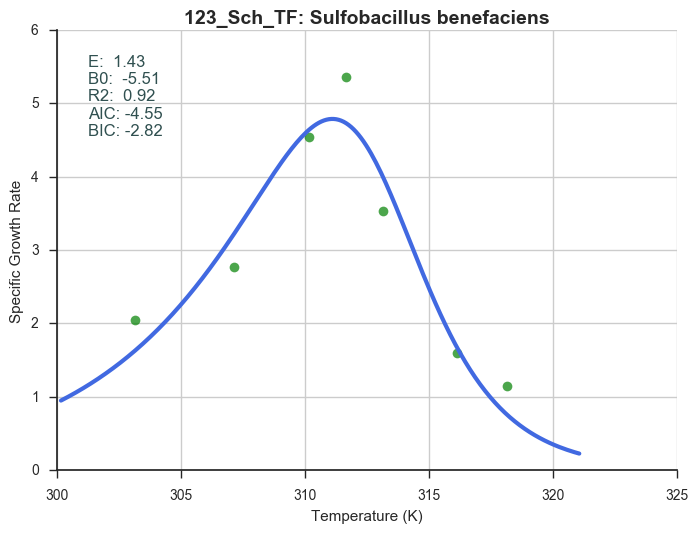 123_Sch_TF: Sulfobacillus benefaciens
E:  1.43
B0:  -5.51
R2:  0.92
AIC: -4.55
BIC: -2.82
Specific Growth Rate
6
5
4
3
2
1
0
300 305 310 315 320 325
Temperature (K)